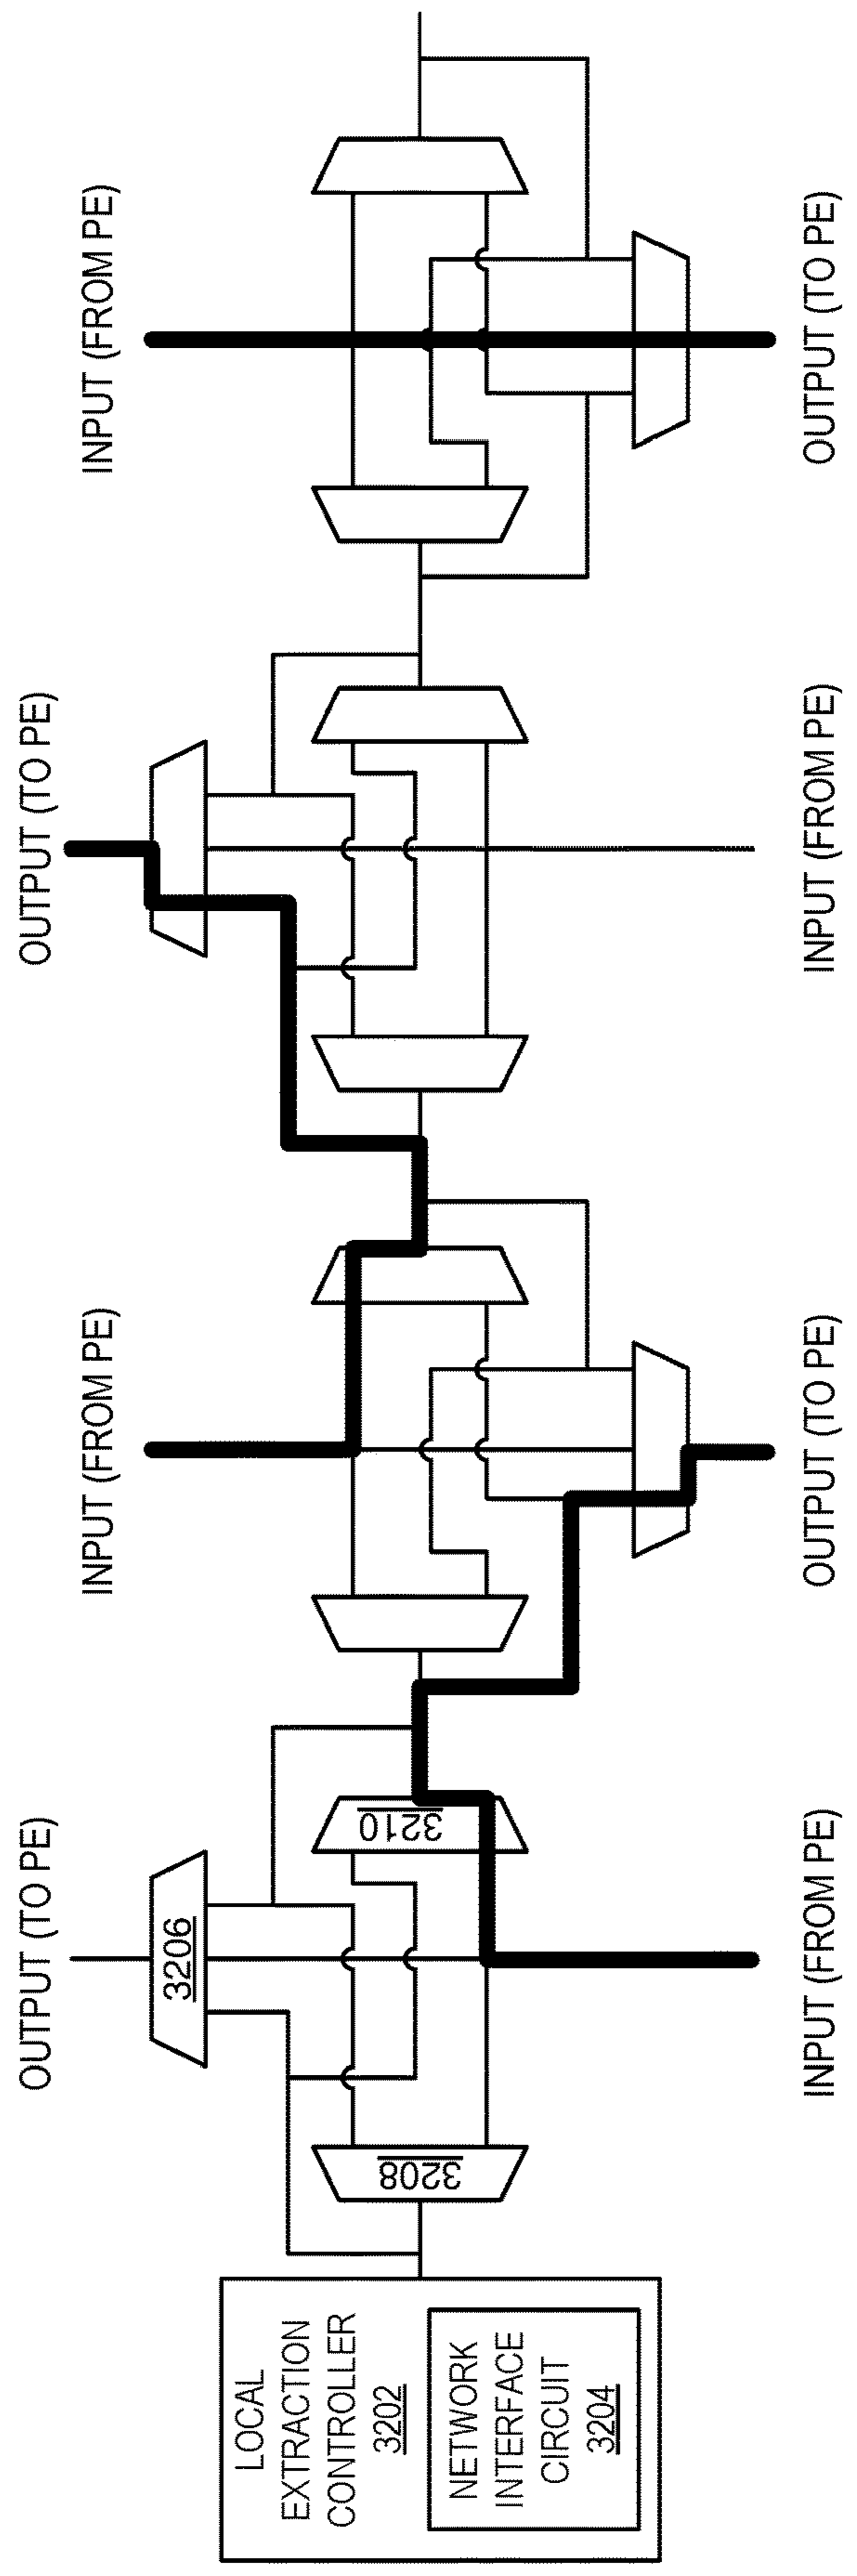 LOCAL
EXTRACTION
CONTROLLER
3202
NETWORK
INTERFACE
CIRCUIT
3204
OUTPUT (TO PE)
3206
3208
3210
INPUT (FROM PE)
INPUT (FROM PE)
OUTPUT (TO PE)
OUTPUT (TO PE)
INPUT (FROM PE)
INPUT (FROM PE)
OUTPUT (TO PE)